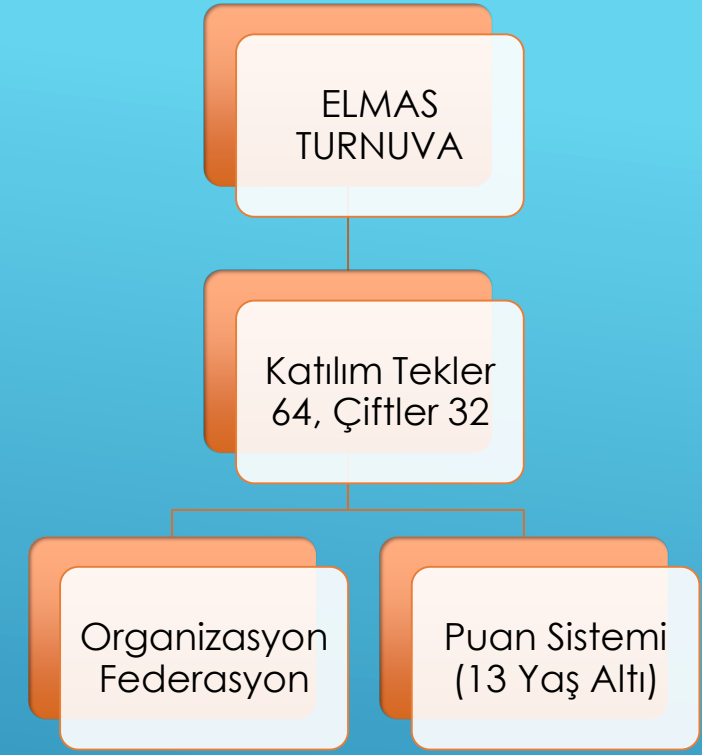 ELMAS
TURNUVA
Katılım Tekler
64, Çiftler 32
Organizasyon
Federasyon
Puan Sistemi
(13 Yaş Altı)